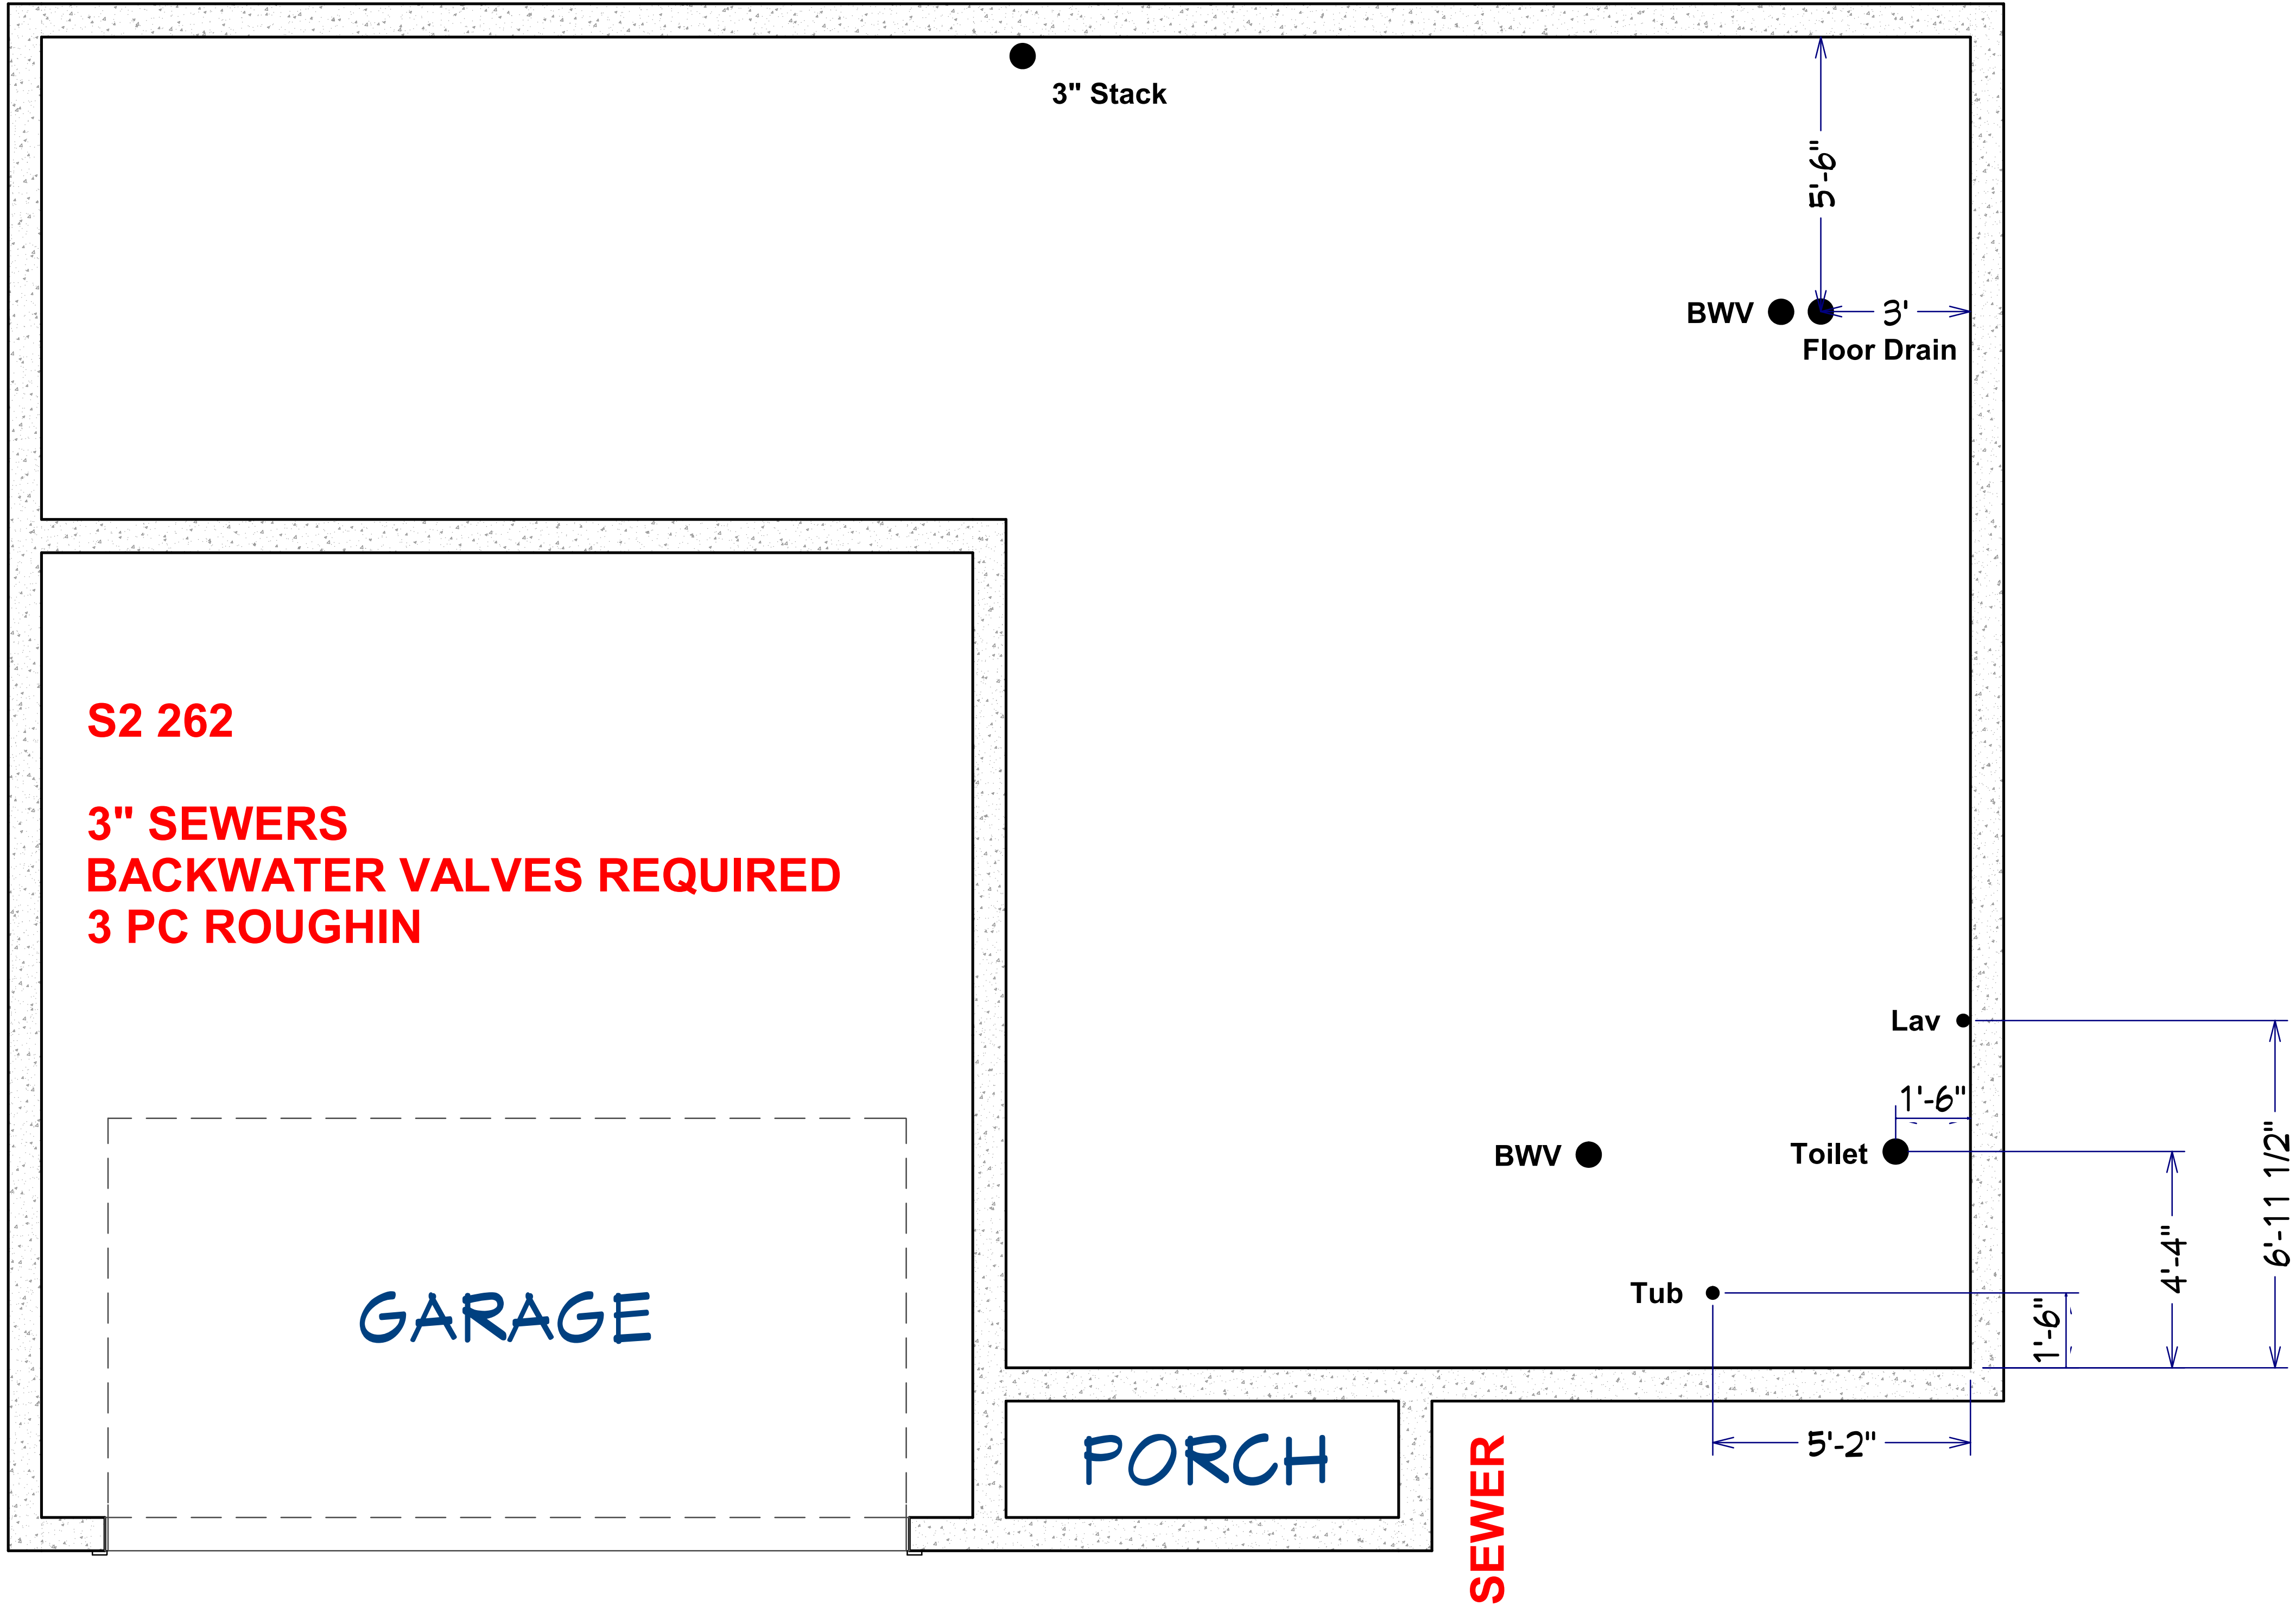 3" Stack
5'-6"
BWV
3'
Floor Drain
S2 262
3" SEWERS
BACKWATER VALVES REQUIRED
3 PC ROUGHIN
Lav
1'-6"
BWV
Toilet
6'-11 1/2"
4'-4"
Tub
1'-6"
GARAGE
PORCH
5'-2"
SEWER